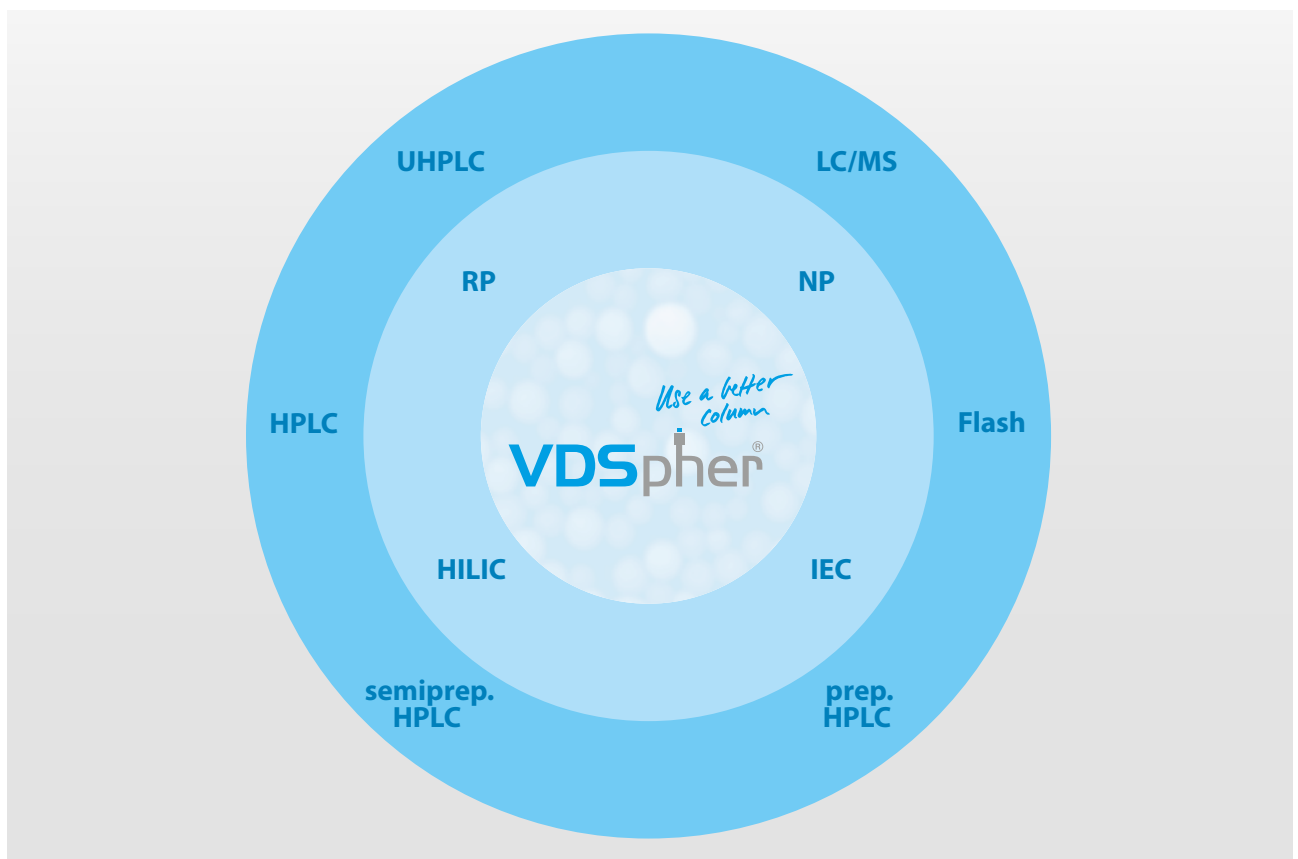 UHPLC
LC/MS
RP
NP
Use a better
column
HPLC
Flash
VDSpher®
HILIC
IEC
semiprep.
HPLC
prep.
HPLC